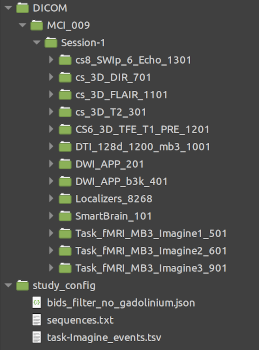 DICOM
MCI_009
Session-1
cs8_SWIp_6_Echo_1301
cs_3D_DIR_701
cs_3D_FLAIR_1101
cs_3D_T2_301
CS6_3D_TFE_T1_PRE_1201
DTI_128d_1200_mb3_1001
DWI_APP_201
DWI_APP_b3k_401
Localizers_8268
SmartBrain_101
Task_fMRI_MB3_Imagine1_501
Task_fMRI_MB3_Imagine2_601
Task_fMRI_MB3_Imagine3_901
study_config
bids_filter_no_gadolinium.json
sequences.txt
task-Imagine_events.tsv